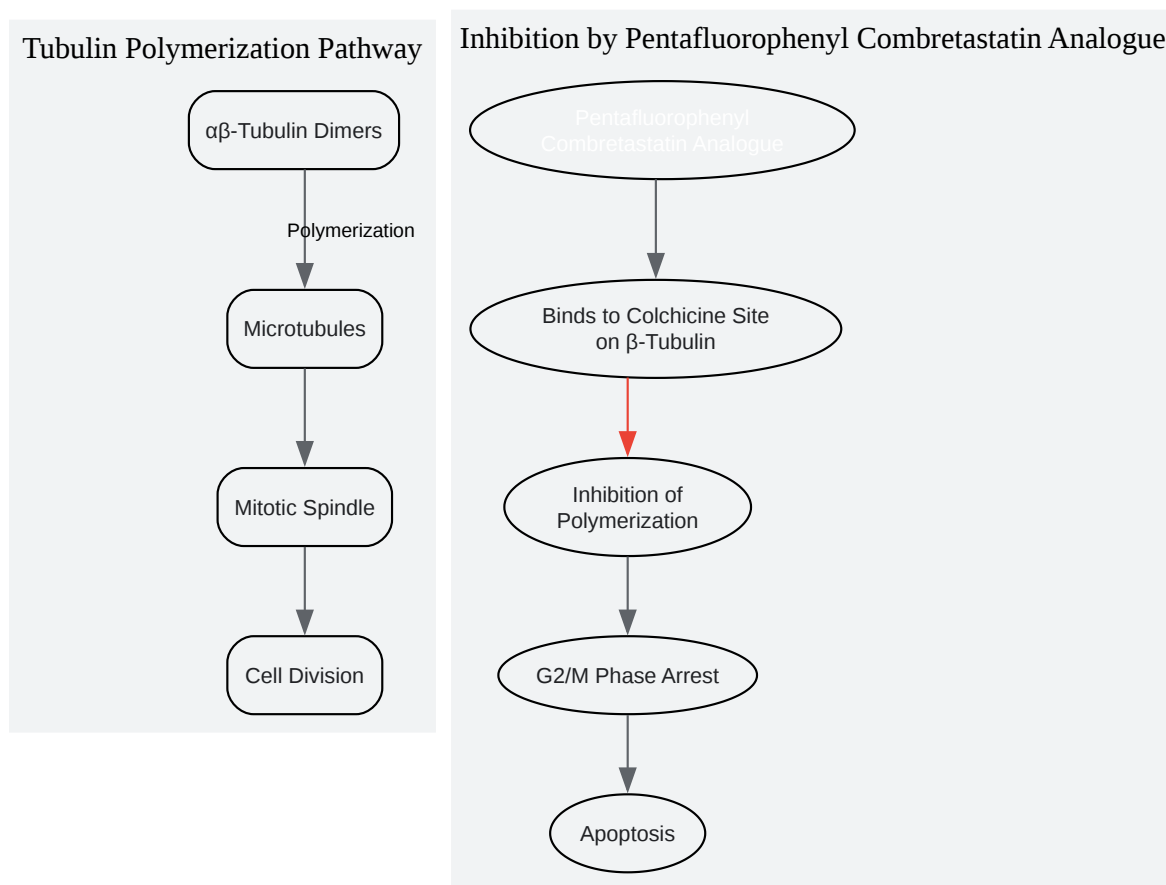 Tubulin Polymerization Pathway
αβ-Tubulin Dimers
Polymerization
Microtubules
Mitotic Spindle
Cell Division
Inhibition by Pentafluorophenyl Combretastatin Analogue
Pentafluorophenyl
Combretastatin Analogue
Binds to Colchicine Site
on β-Tubulin
Inhibition of
Polymerization
G2/M Phase Arrest
Apoptosis